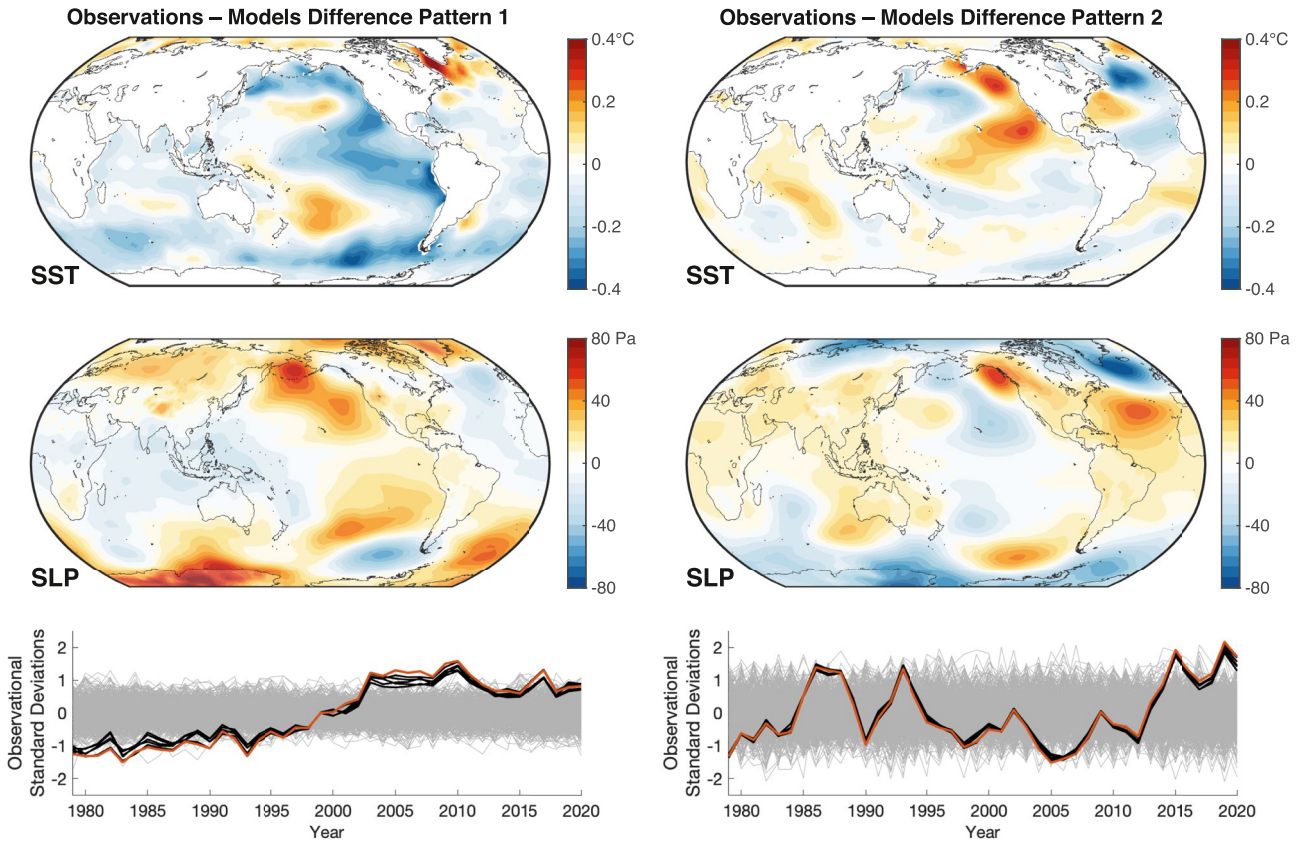 Observations – Models Difference Pattern 1
Observations – Models Difference Pattern 2
0.4°C
0.2
0
-0.2
-0.4
SST
0.4°C
0.2
0
-0.2
-0.4
SST
80 Pa
40
0
-40
-80
SLP
80 Pa
40
0
-40
-80
SLP
Observational
Standard Deviations
2
1
0
-1
-2
1980 1985 1990 1995 2000 2005 2010 2015 2020
Year
Observational
Standard Deviations
2
1
0
-1
-2
1980 1985 1990 1995 2000 2005 2010 2015 2020
Year